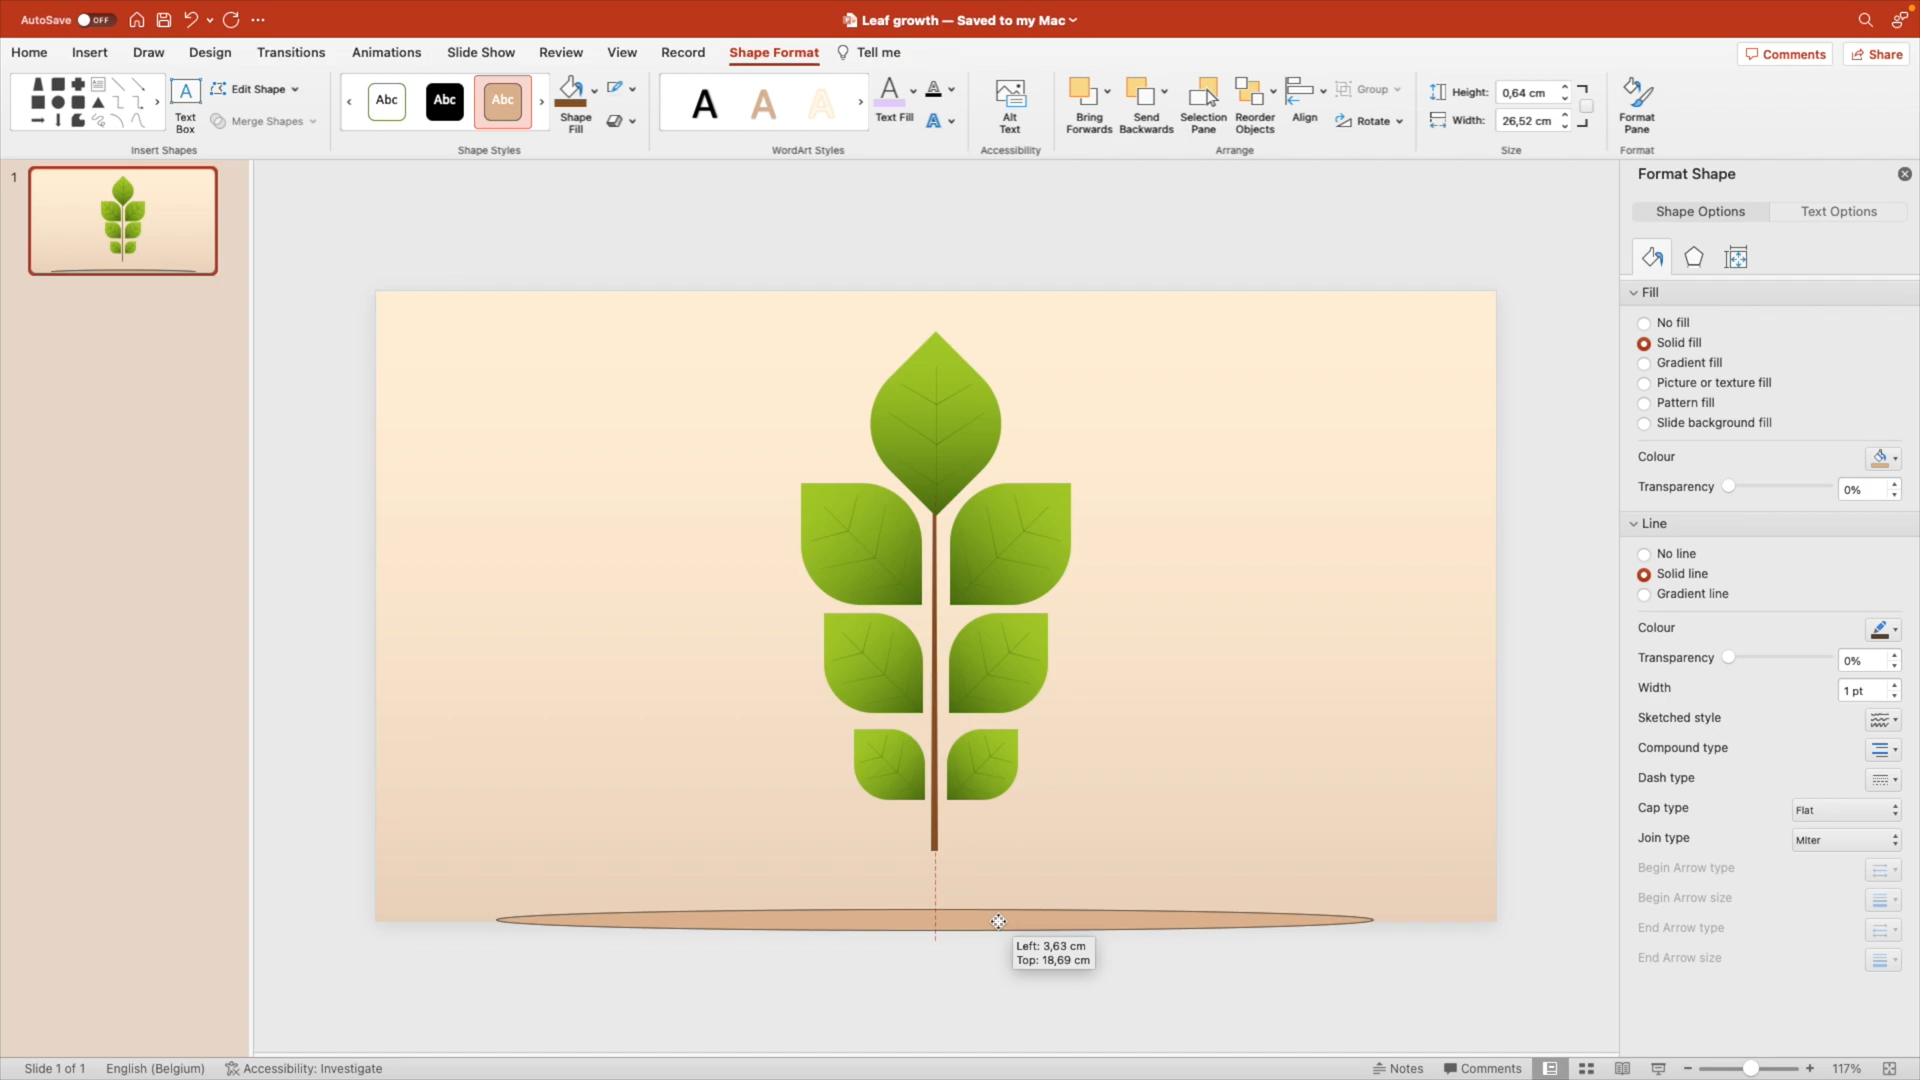 AutoSave OFF
Leaf growth — Saved to my Mac
Home Insert Draw Design Transitions Animations Slide Show Review View Record Shape Format Tell me
Comments Share
Text Box
Edit Shape
Merge Shapes
Insert Shapes
Abc Abc Abc
Shape Fill
Shape Styles
A A A
Text Fill
WordArt Styles
Alt Text
Accessibility
Bring Forwards
Send Backwards
Selection Pane
Reorder Objects
Align
Group
Rotate
Arrange
Height: 0,64 cm
Width: 26,52 cm
Size
Format Pane
Format
1
Format Shape
Shape Options Text Options
Fill
No fill
Solid fill
Gradient fill
Picture or texture fill
Pattern fill
Slide background fill
Colour
Transparency 0%
Line
No line
Solid line
Gradient line
Colour
Transparency 0%
Width 1 pt
Sketched style
Compound type
Dash type
Cap type Flat
Join type Miter
Begin Arrow type
Begin Arrow size
End Arrow type
End Arrow size
Left: 3,63 cm
Top: 18,69 cm
Slide 1 of 1 English (Belgium) Accessibility: Investigate
Notes Comments 117%